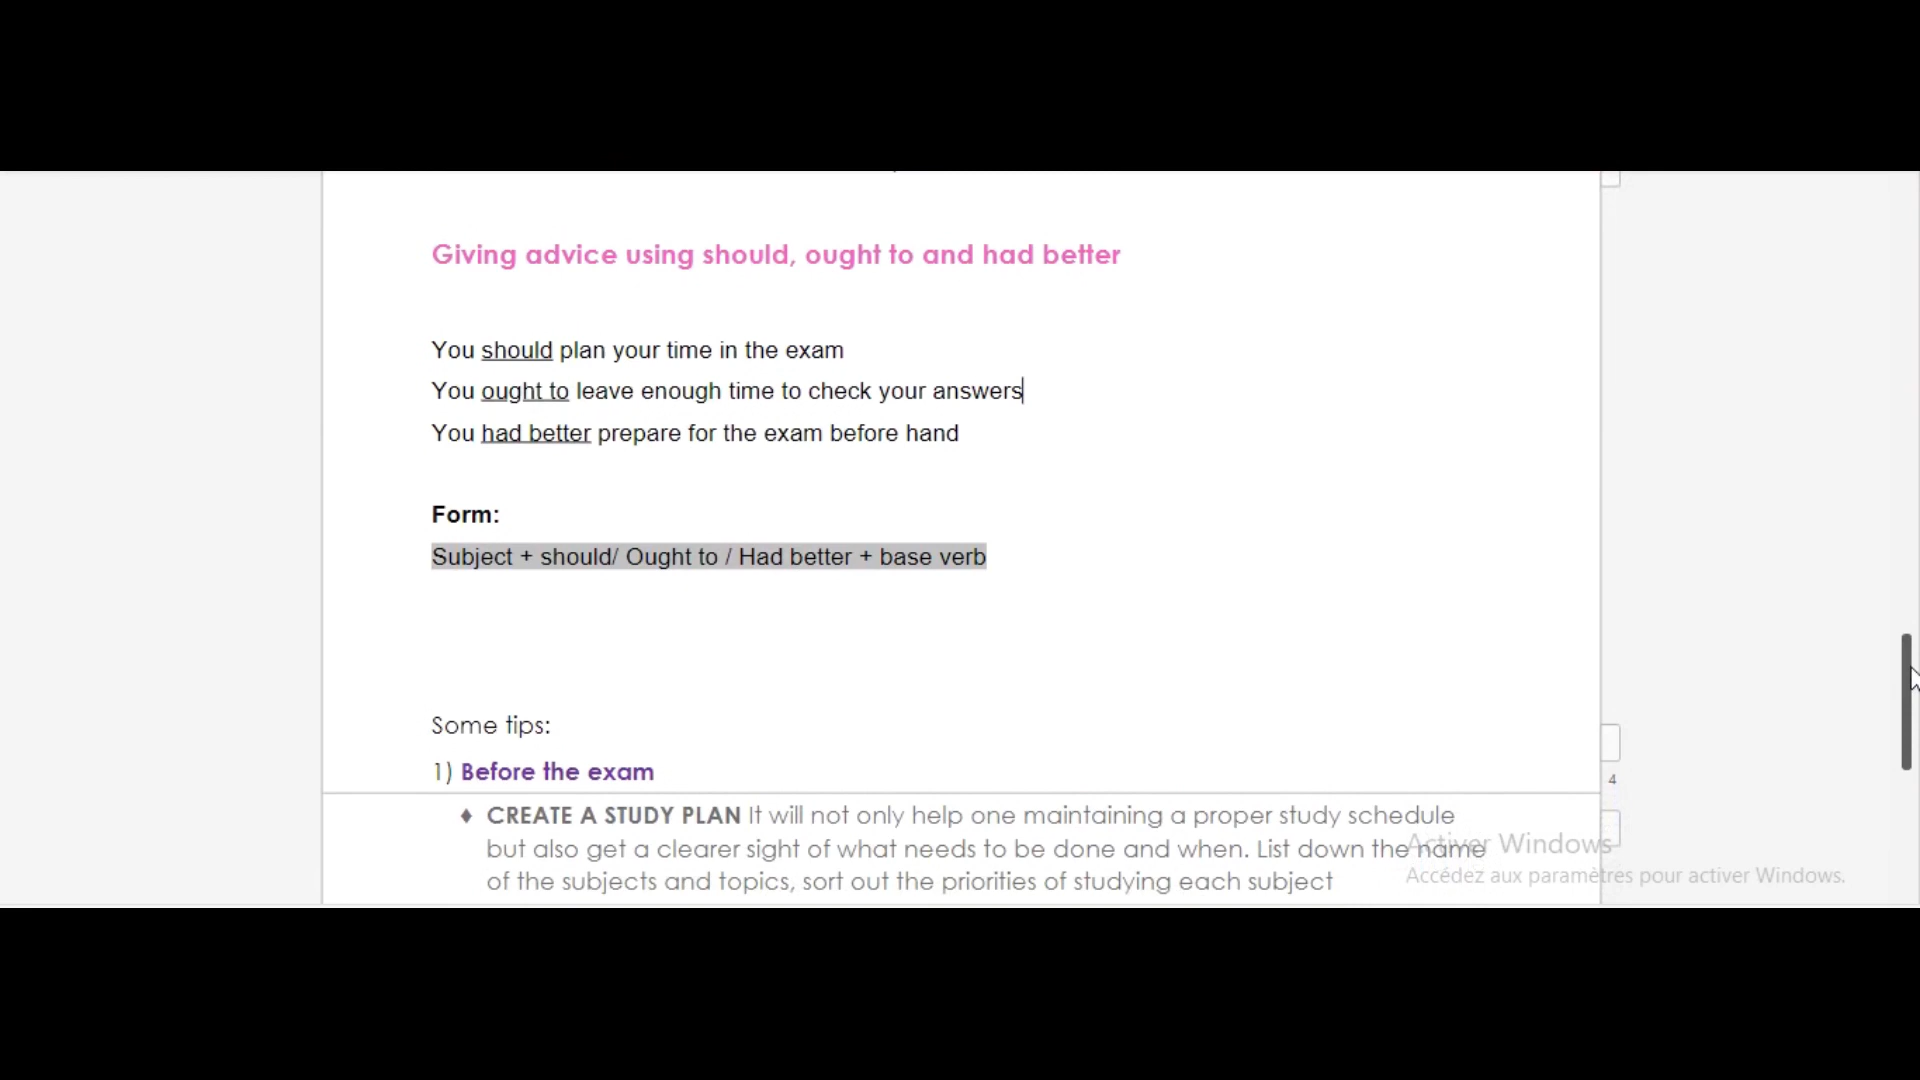 Giving advice using should, ought to and had better
You should plan your time in the exam
You ought to leave enough time to check your answers
You had better prepare for the exam before hand
Form:
Subject + should/ Ought to / Had better + base verb
Some tips:
1) Before the exam
♦ CREATE A STUDY PLAN It will not only help one maintaining a proper study schedule
but also get a clearer sight of what needs to be done and when. List down the name
of the subjects and topics, sort out the priorities of studying each subject
4
Activer Windows
Accédez aux paramètres pour activer Windows.